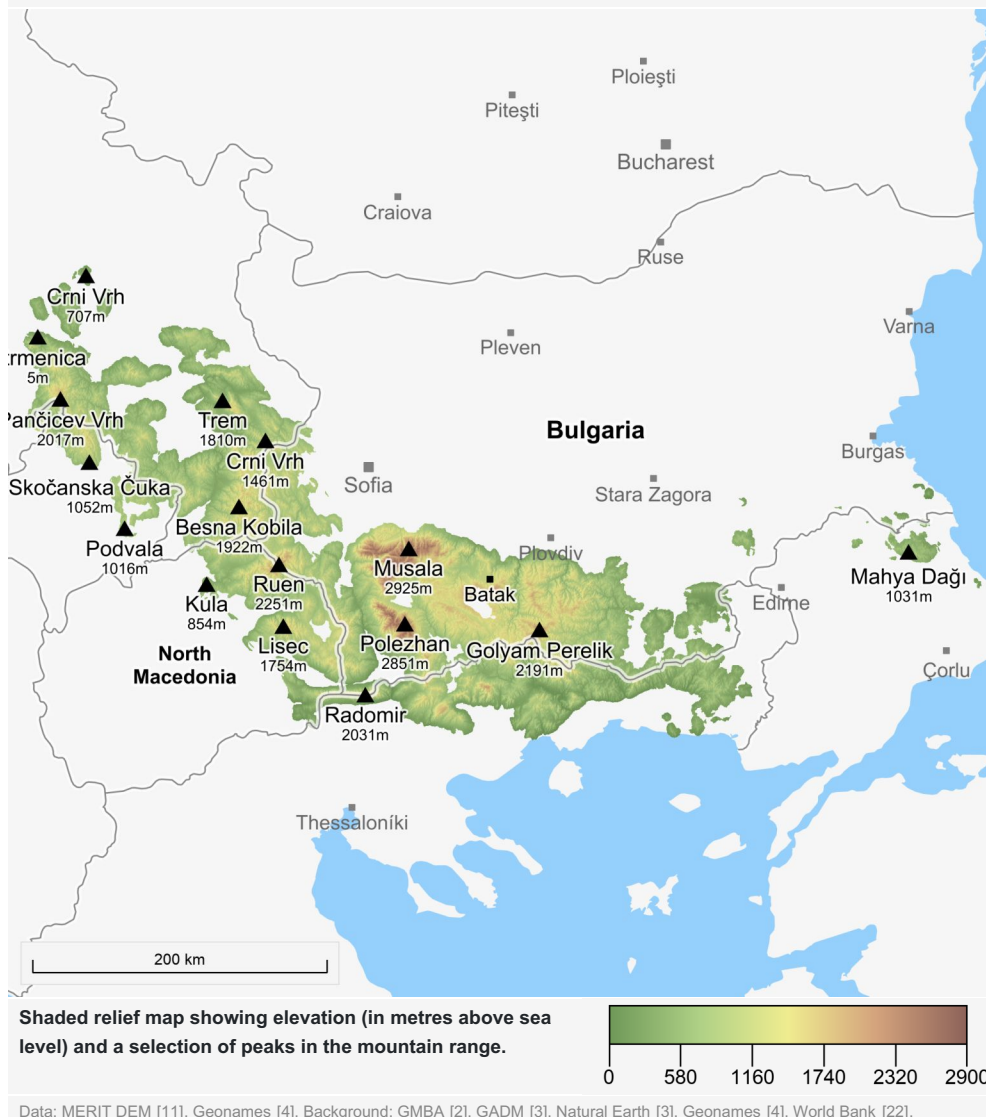 Ploiești
Pitești
Bucharest
Craiova
Ruse
Crni Vrh
707m
Varna
Pleven
rmenica
5m
Pančicev Vrh
2017m
Trem
1810m
Bulgaria
Burgas
Crni Vrh
1461m
Sofia
Skočanska Čuka
1052m
Stara Zagora
Besna Kobila
1922m
Podvala
1016m
Plovdiv
Musala
2925m
Mahya Dağı
1031m
Ruen
2251m
Batak
Edirne
Kula
854m
Lisec
1754m
Polezhan
2851m
Golyam Perelik
2191m
North
Macedonia
Çorlu
Radomir
2031m
Thessaloníki
200 km
Shaded relief map showing elevation (in metres above sea
level) and a selection of peaks in the mountain range.
0 580 1160 1740 2320 2900
Data: MERIT DEM [11], Geonames [4]. Background: GMBA [2], GADM [3], Natural Earth [3], Geonames [4], World Bank [22].